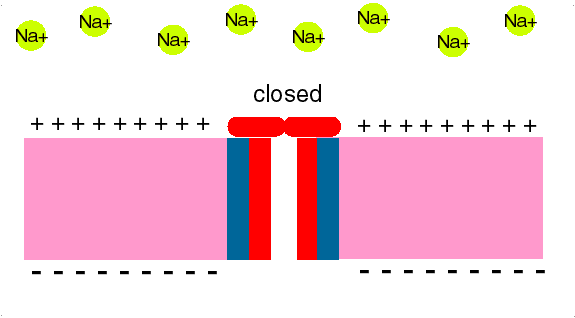 Na+ Na+ Na+ Na+ Na+ Na+ Na+ Na+
closed
+ + + + + + + + + + + + + + + + + +
- - - - - - - - - - - - - - - - - -